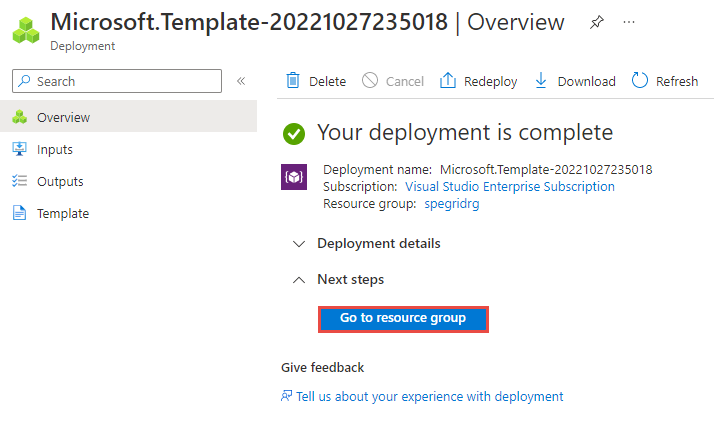 Microsoft.Template-20221027235018 | Overview
Deployment
Search
Overview
Inputs
Outputs
Template
Delete Cancel Redeploy Download Refresh
Your deployment is complete
Deployment name: Microsoft.Template-20221027235018
Subscription: Visual Studio Enterprise Subscription
Resource group: spegridrg
Deployment details
Next steps
Go to resource group
Give feedback
Tell us about your experience with deployment